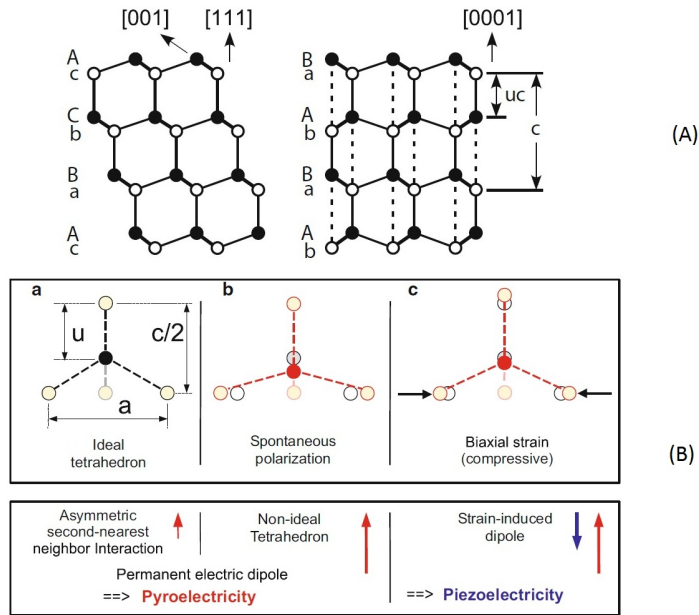 [001] [111] [0001]
A B
c a
uc
C A
b b
c
(A)
B B
a a
A A
c b
a b c
u c/2
a
Ideal Spontaneous Biaxial strain
tetrahedron polarization (compressive)
(B)
Asymmetric
second-nearest
neighbor Interaction
Non-ideal
Tetrahedron
Strain-induced
dipole
Permanent electric dipole
==> Pyroelectricity ==> Piezoelectricity